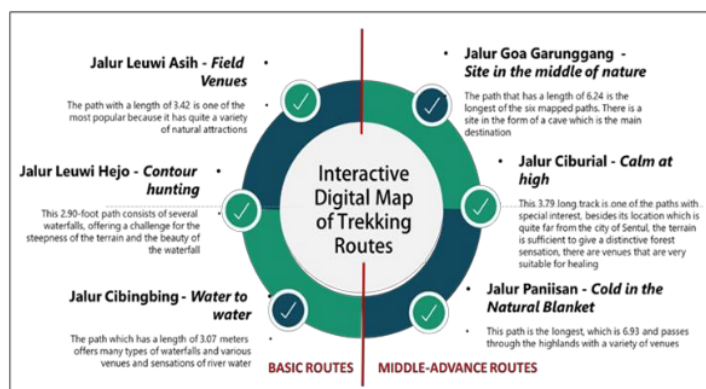 Jalur Leuwi Asih - Field
Venues
The path with a length of 3.42 is one of the
most popular because it has quite a variety
of natural attractions
Jalur Leuwi Hejo - Contour
hunting
This 2.90-foot path consists of several
waterfalls, offering a challenge for the
steepness of the terrain and the beauty of
the waterfall
Jalur Cibingbing - Water to
water
The path which has a length of 3.07 meters
offers many types of waterfalls and various
venues and sensations of river water
BASIC ROUTES
Interactive
Digital Map
of Trekking
Routes
Jalur Goa Garunggang -
Site in the middle of nature
The path that has a length of 6.24 is the
longest of the six mapped paths. There is a
site in the form of a cave which is the main
destination
Jalur Ciburial - Calm at
high
This 3.79 long track is one of the paths with
special interest, besides its location which is
quite far from the city of Sentul, the terrain
is sufficient to give a distinctive forest
sensation, there are venues that are very
suitable for healing
Jalur Paniisan - Cold in the
Natural Blanket
This path is the longest, which is 6.93 and passes
through the highlands with a variety of venues
MIDDLE-ADVANCE ROUTES